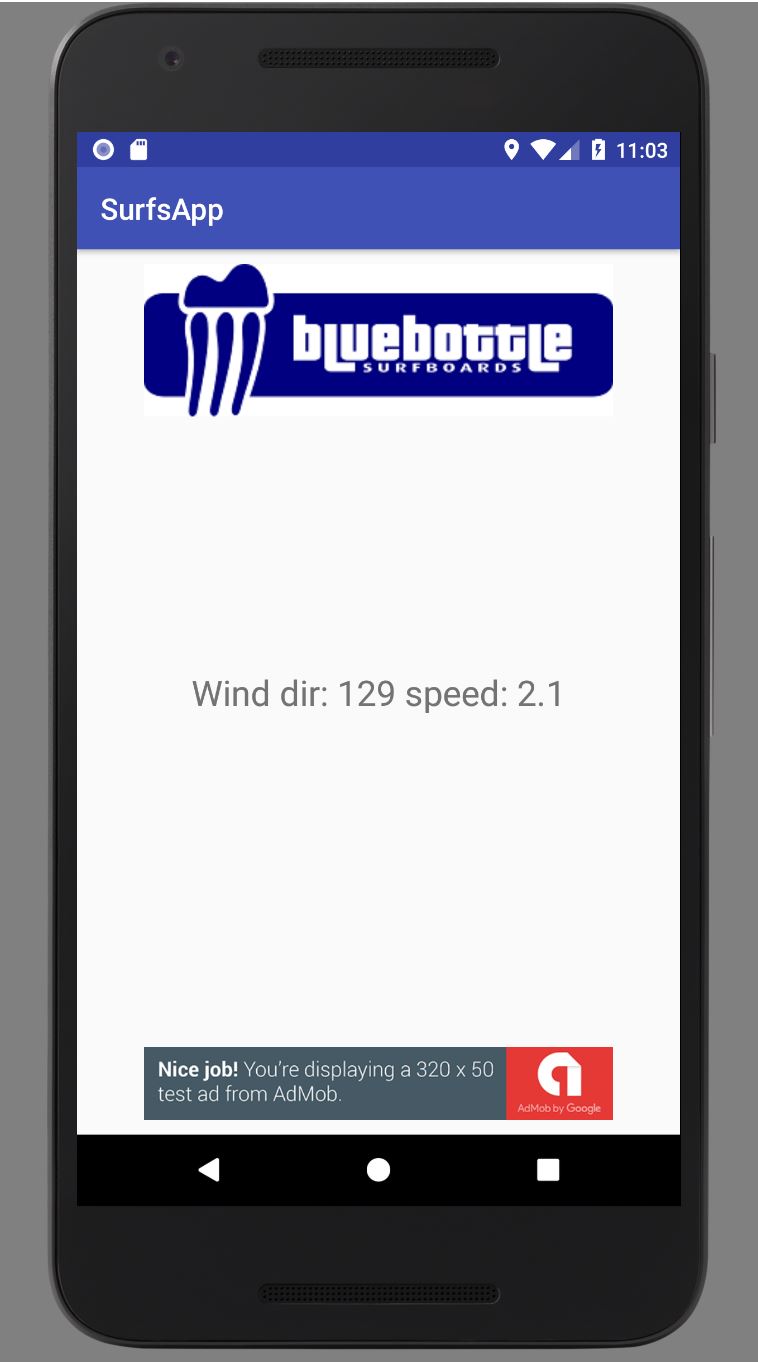 11:03
SurfsApp
bluebottle
SURFBOARDS
Wind dir: 129 speed: 2.1
Nice job! You're displaying a 320 x 50
test ad from AdMob.
AdMob by Google